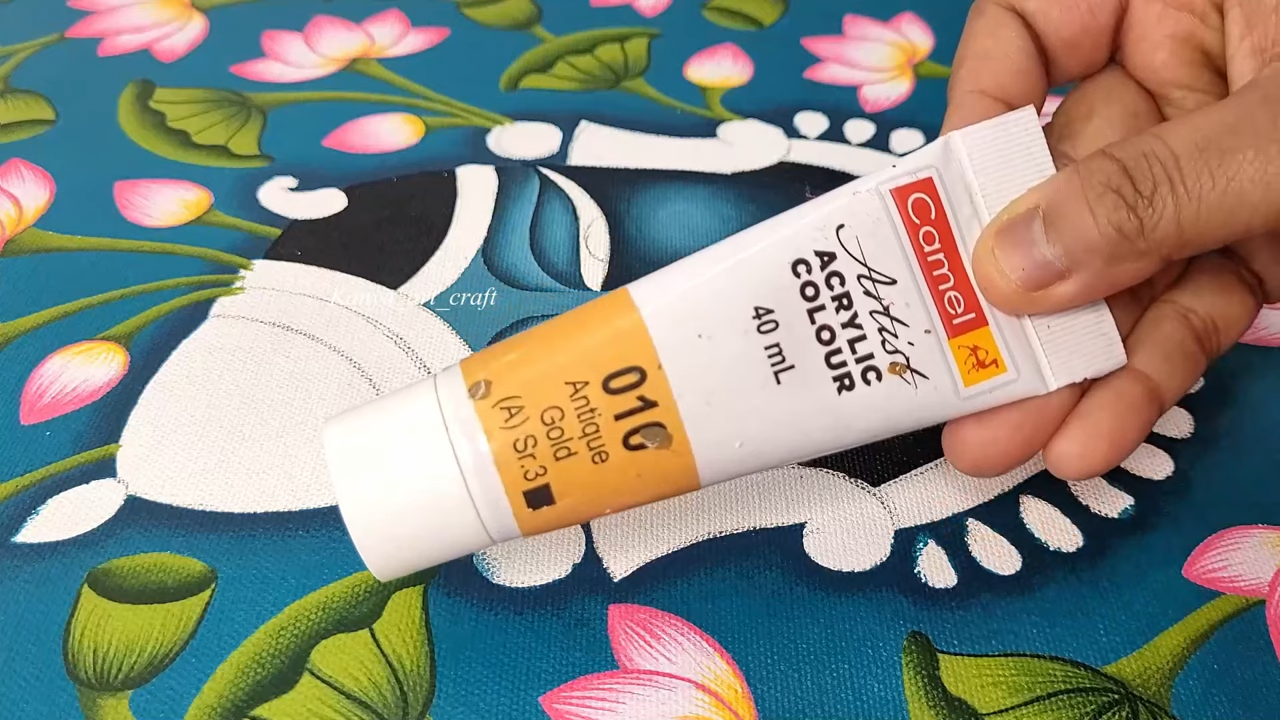 Camel
Artist
ACRYLIC
COLOUR
40 mL
010
Antique
Gold
(A) Sr.3